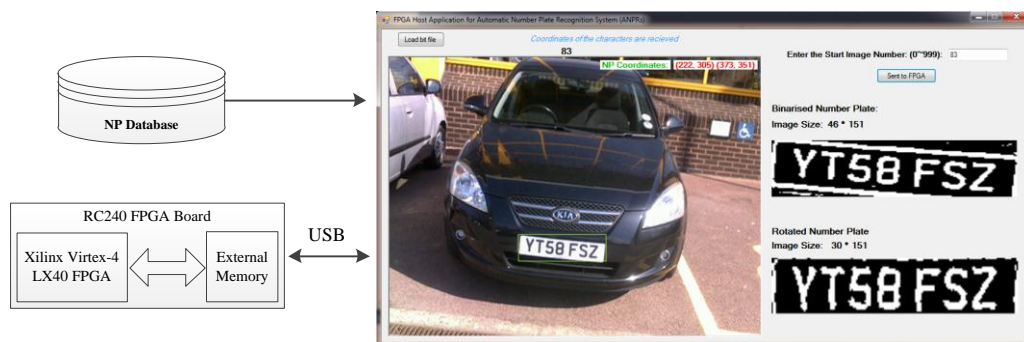 NP Database
RC240 FPGA Board
Xilinx Virtex-4
LX40 FPGA
External
Memory
USB
FPGA Host Application for Automatic Number Plate Recognition System (ANPRs)
Load bit file
Coordinates of the characters are recieved
83
NP Coordinates: (222, 305) (373, 351)
KIA
YT58 FSZ
Enter the Start Image Number: (0~999): 83
Sent to FPGA
Binarised Number Plate:
Image Size: 46 * 151
YT58 FSZ
Rotated Number Plate
Image Size: 30 * 151
YT58 FSZ